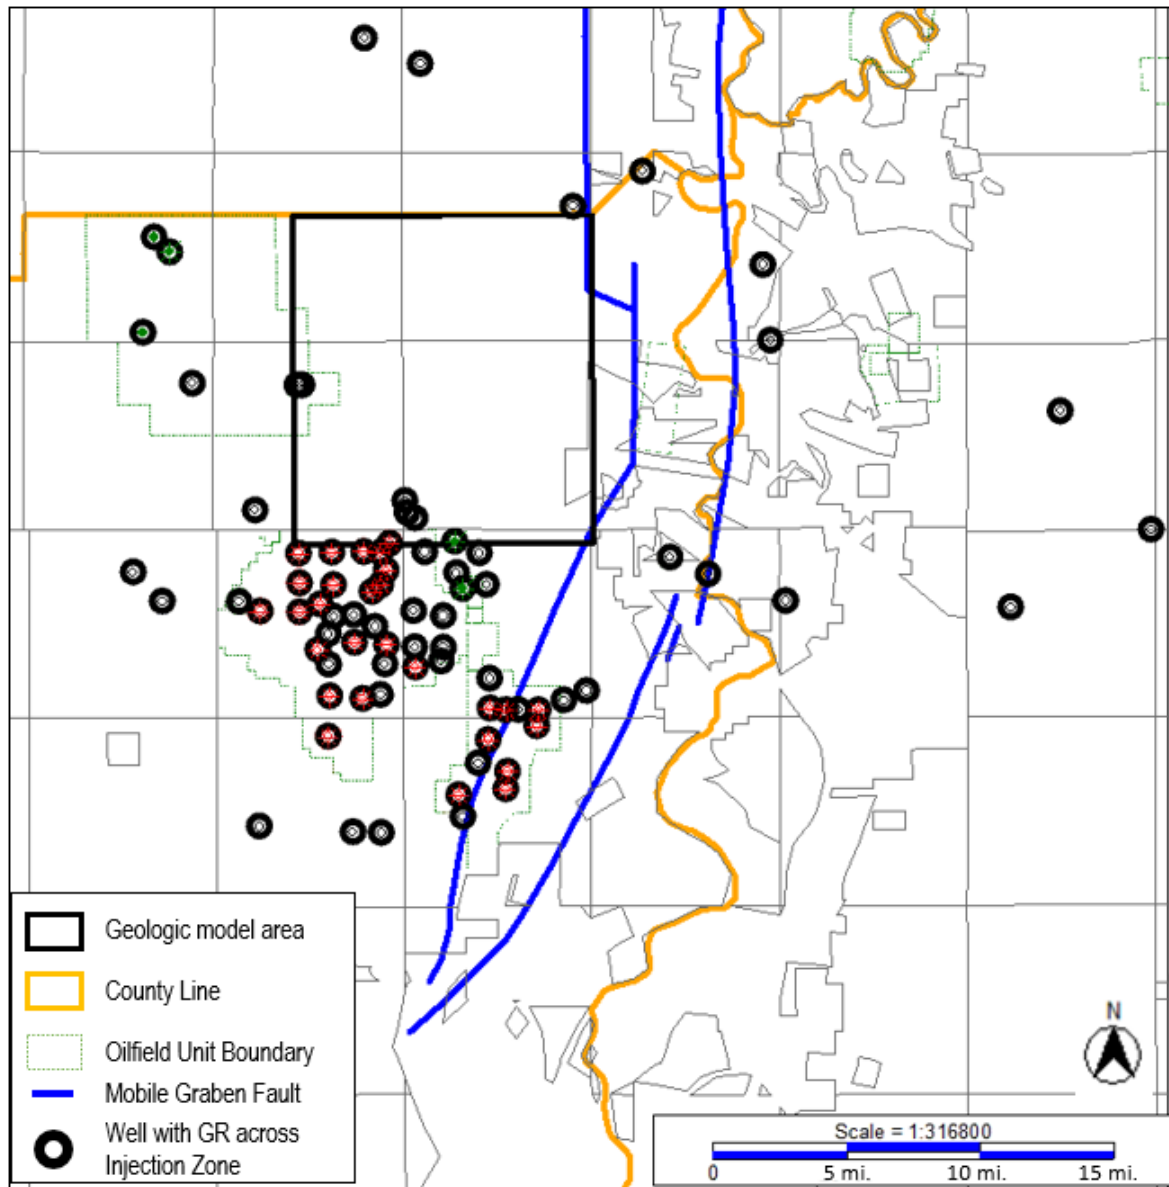 Geologic model area
County Line
Oilfield Unit Boundary
Mobile Graben Fault
Well with GR across
Injection Zone
N
Scale = 1:316800
0 5 mi. 10 mi. 15 mi.